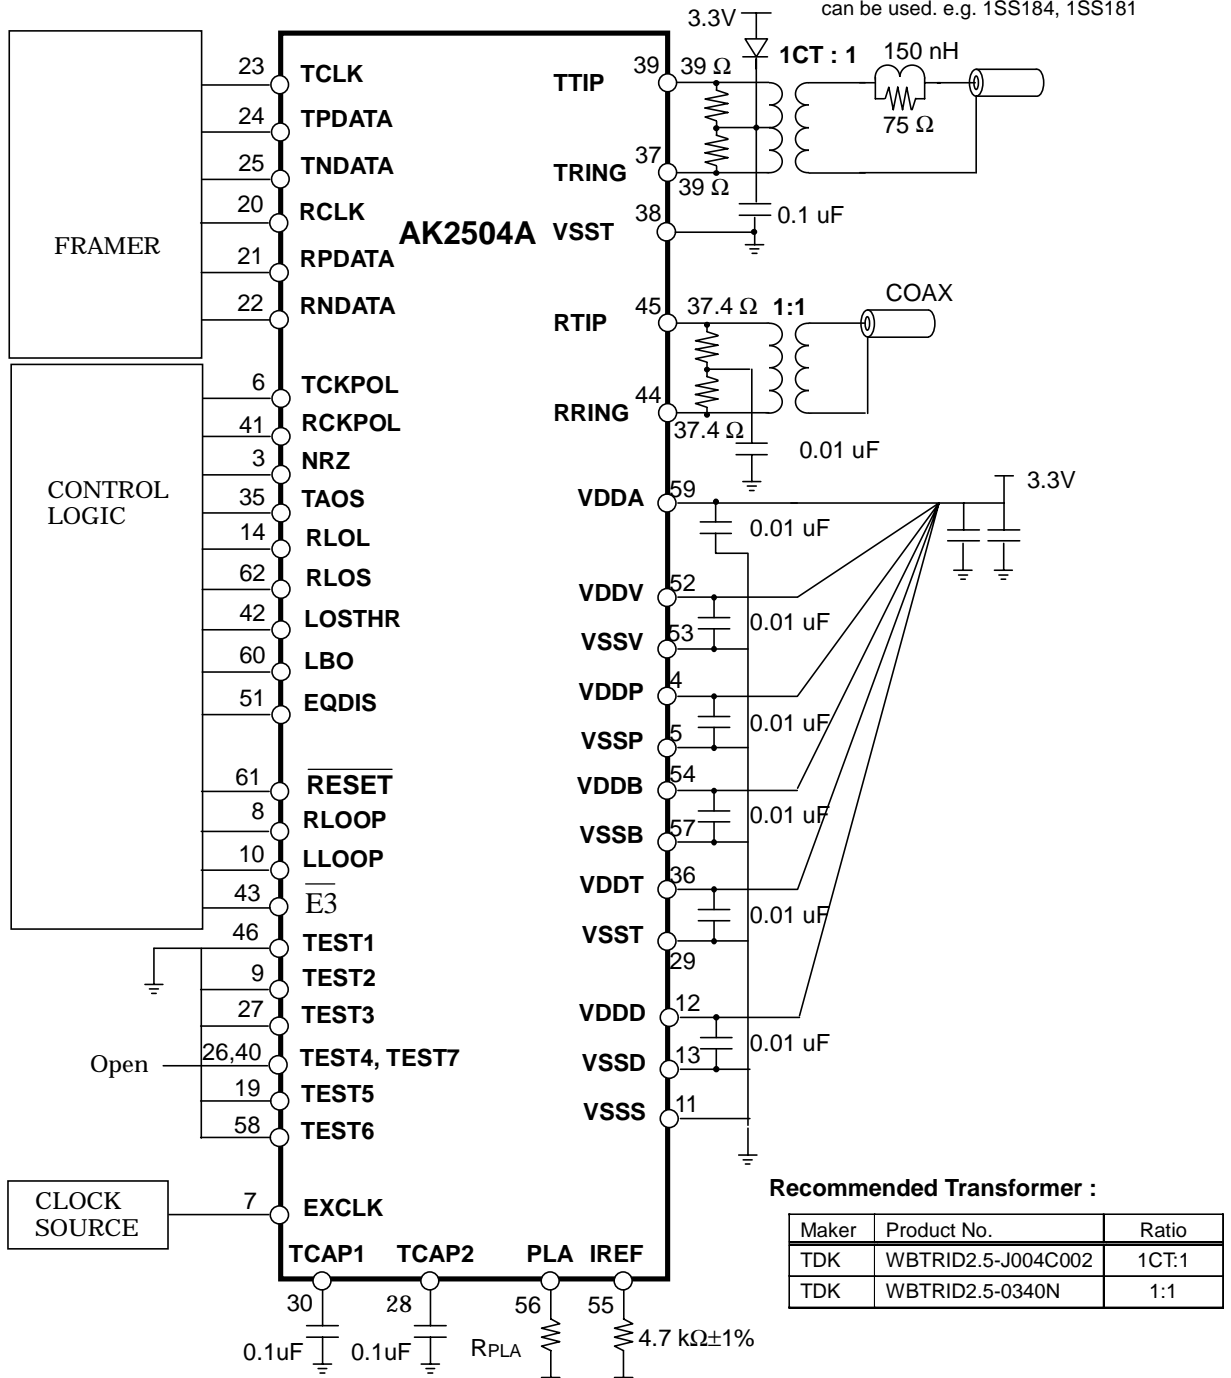 can be used. e.g. 1SS184, 1SS181
3.3V
1CT : 1
150 nH
75 Ω
FRAMER
23 TCLK
24 TPDATA
25 TNDATA
20 RCLK
21 RPDATA
22 RNDATA
AK2504A
TTIP 39 39 Ω
TRING 37 39 Ω
VSST 38
0.1 uF
RTIP 45 37.4 Ω 1:1
COAX
RRING 44 37.4 Ω
0.01 uF
CONTROL
LOGIC
6 TCKPOL
41 RCKPOL
3 NRZ
35 TAOS
14 RLOL
62 RLOS
42 LOSTHR
60 LBO
51 EQDIS
61 RESET
8 RLOOP
10 LLOOP
43 E3
46 TEST1
9 TEST2
27 TEST3
Open 26,40 TEST4, TEST7
19 TEST5
58 TEST6
VDDA 59
3.3V
0.01 uF
VDDV 52
0.01 uF
VSSV 53
VDDP 4
0.01 uF
VSSP 5
VDDB 54
0.01 uF
VSSB 57
VDDT 36
0.01 uF
VSST 29
VDDD 12
0.01 uF
VSSD 13
VSSS 11
CLOCK
SOURCE
7 EXCLK
TCAP1 TCAP2 PLA IREF
30 28 56 55
0.1uF 0.1uF RPLA 4.7 kΩ±1%
Recommended Transformer :
Maker Product No. Ratio
TDK WBTRID2.5-J004C002 1CT:1
TDK WBTRID2.5-0340N 1:1